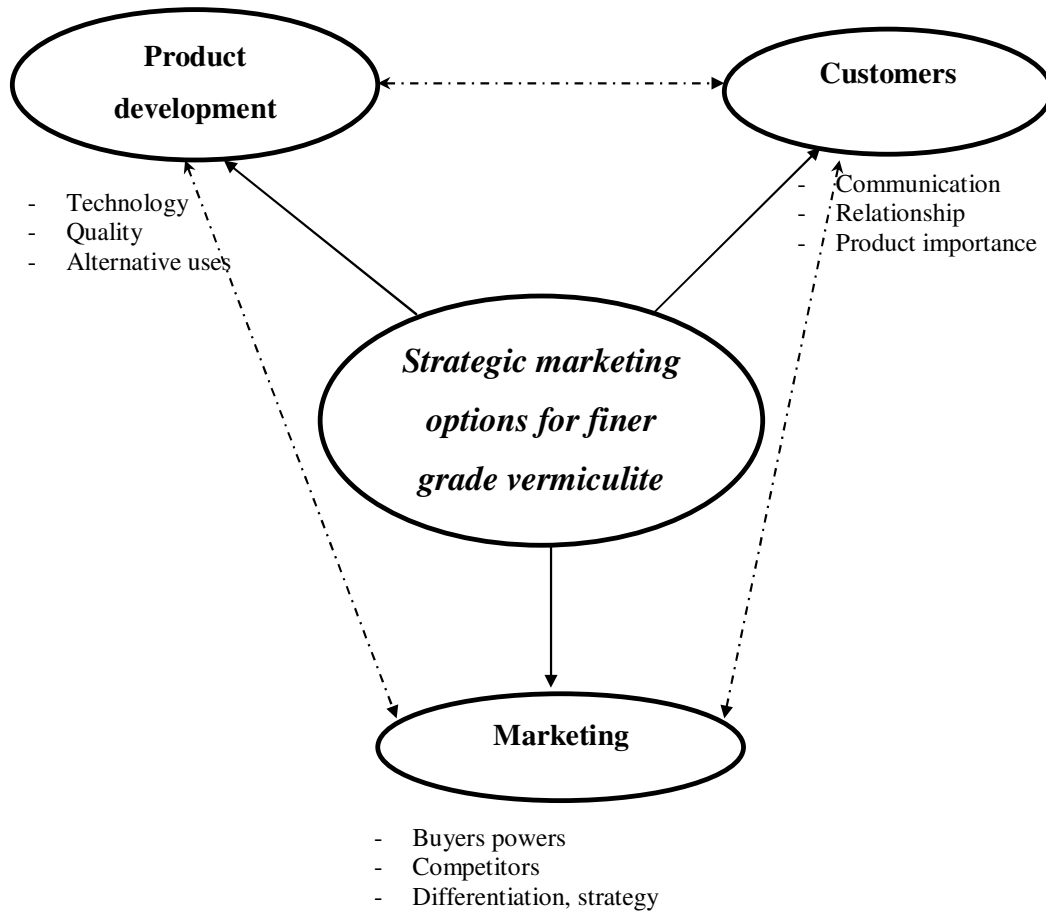 Product
development
Customers
- Technology
- Quality
- Alternative uses
- Communication
- Relationship
- Product importance
Strategic marketing
options for finer
grade vermiculite
Marketing
- Buyers powers
- Competitors
- Differentiation, strategy